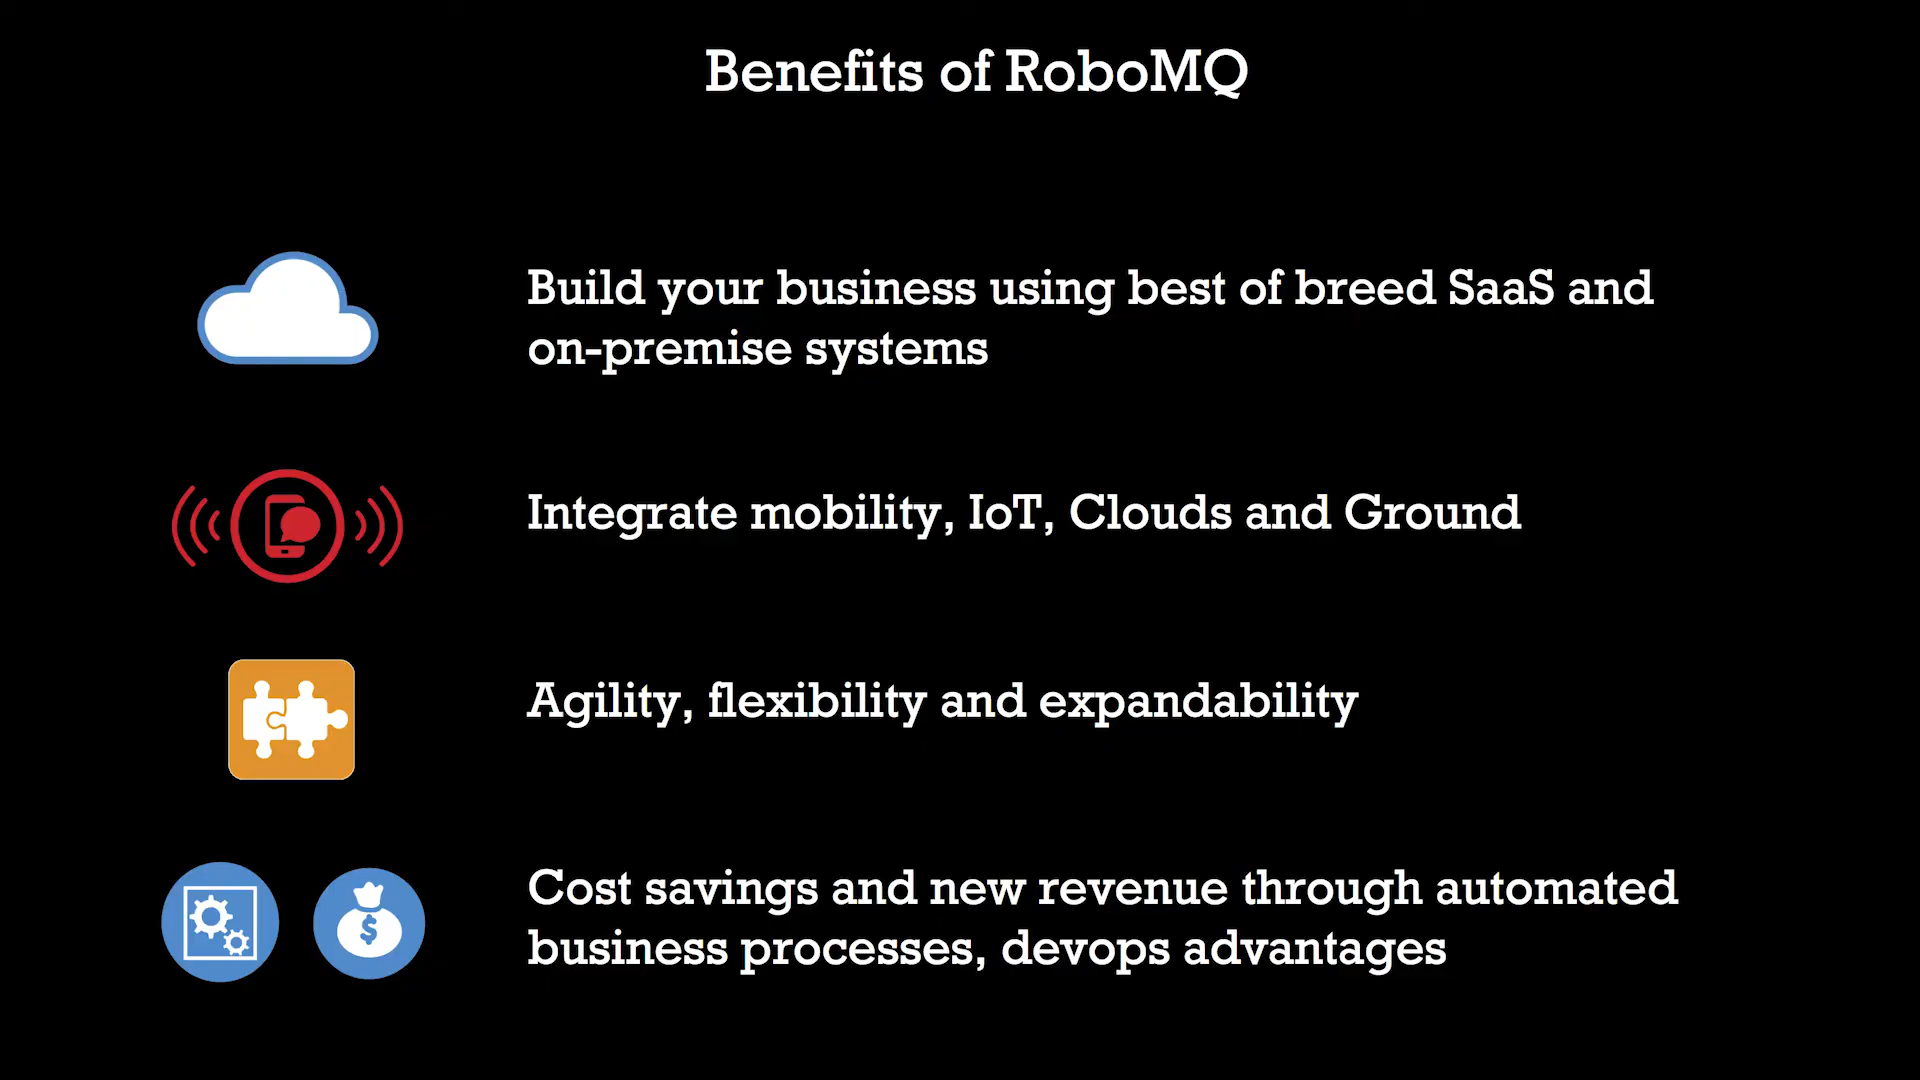 Benefits of RoboMQ
Build your business using best of breed SaaS and
on-premise systems
Integrate mobility, IoT, Clouds and Ground
Agility, flexibility and expandability
Cost savings and new revenue through automated
business processes, devops advantages
$